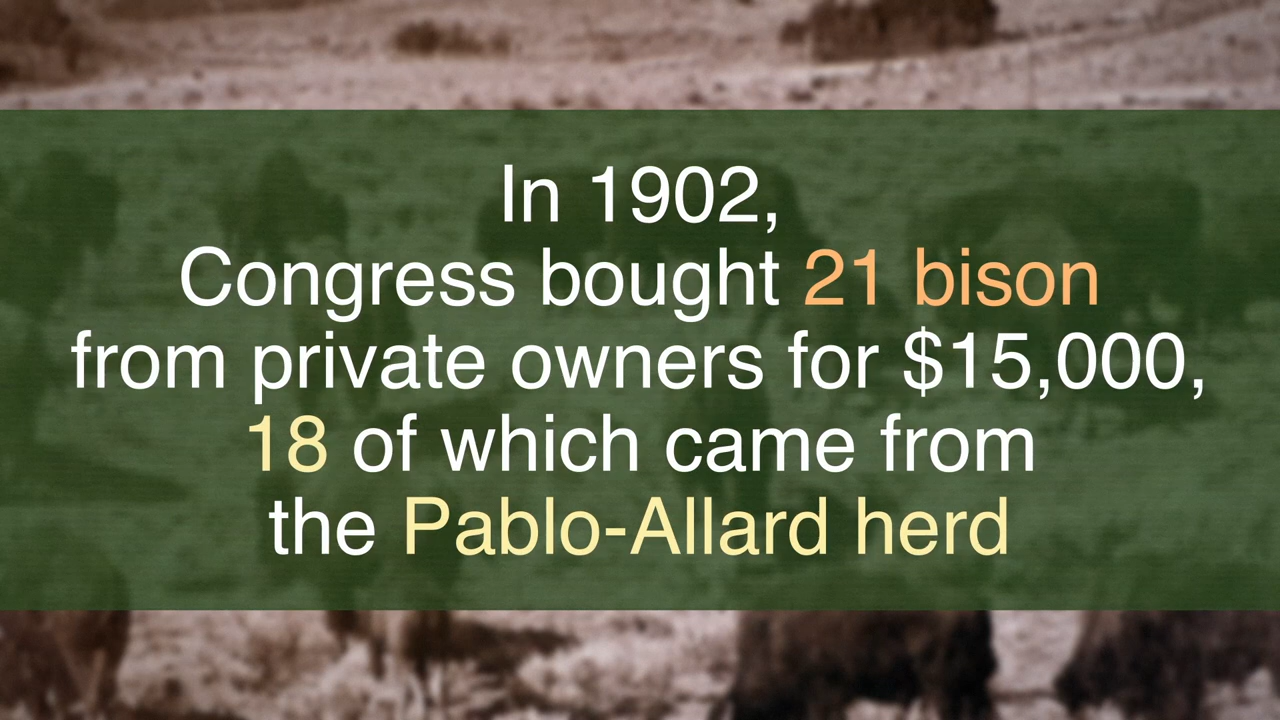 In 1902,
Congress bought 21 bison
from private owners for $15,000,
18 of which came from
the Pablo-Allard herd